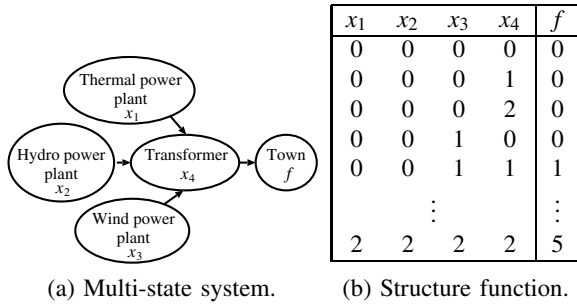 Thermal power
plant
x₁
Hydro power
plant
x₂
Transformer
x₄
Town
f
Wind power
plant
x₃
(a) Multi-state system.
x₁ x₂ x₃ x₄ f
0 0 0 0 0
0 0 0 1 0
0 0 0 2 0
0 0 1 0 0
0 0 1 1 1
⋮ ⋮
2 2 2 2 5
(b) Structure function.